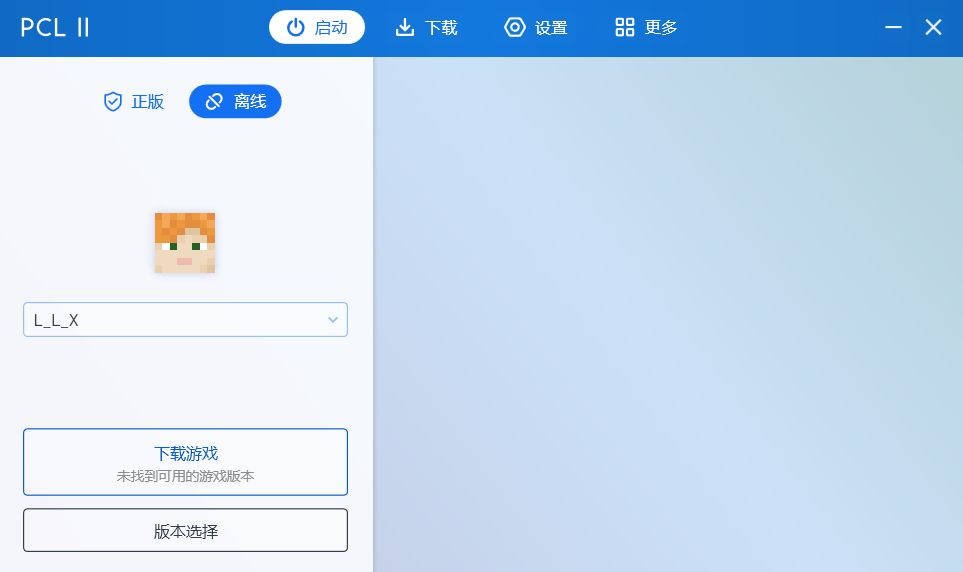 PCL II
启动
下载
设置
更多
正版
离线
L_L_X
下载游戏
未找到可用的游戏版本
版本选择